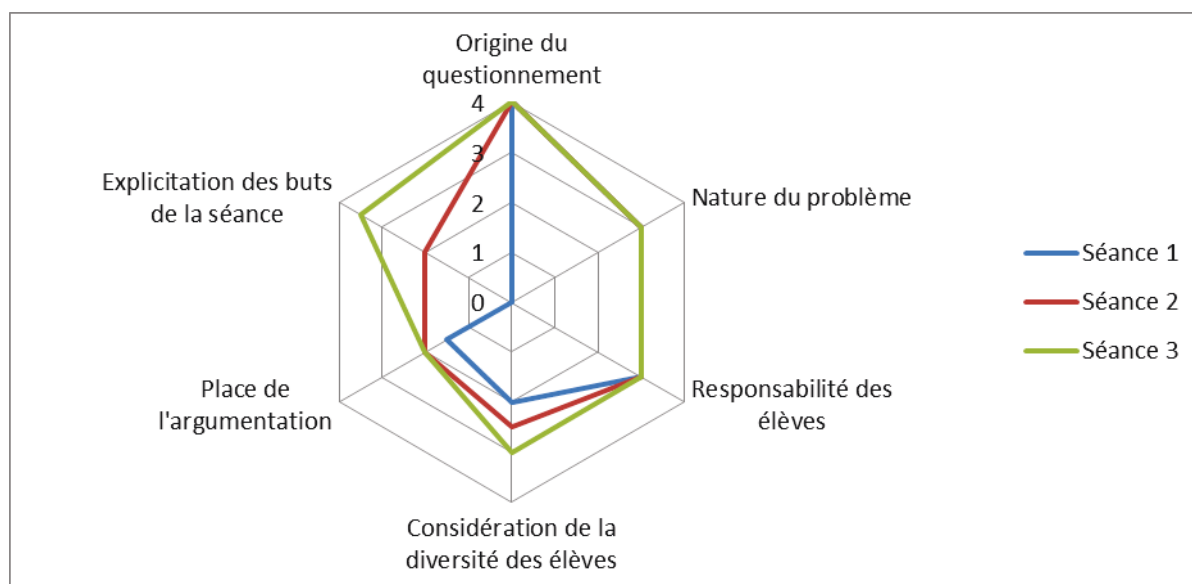 Origine du
questionnement
4
3
2
1
0
Explicitation des buts
de la séance
Nature du problème
Place de
l'argumentation
Responsabilité des
élèves
Considération de la
diversité des élèves
Séance 1
Séance 2
Séance 3